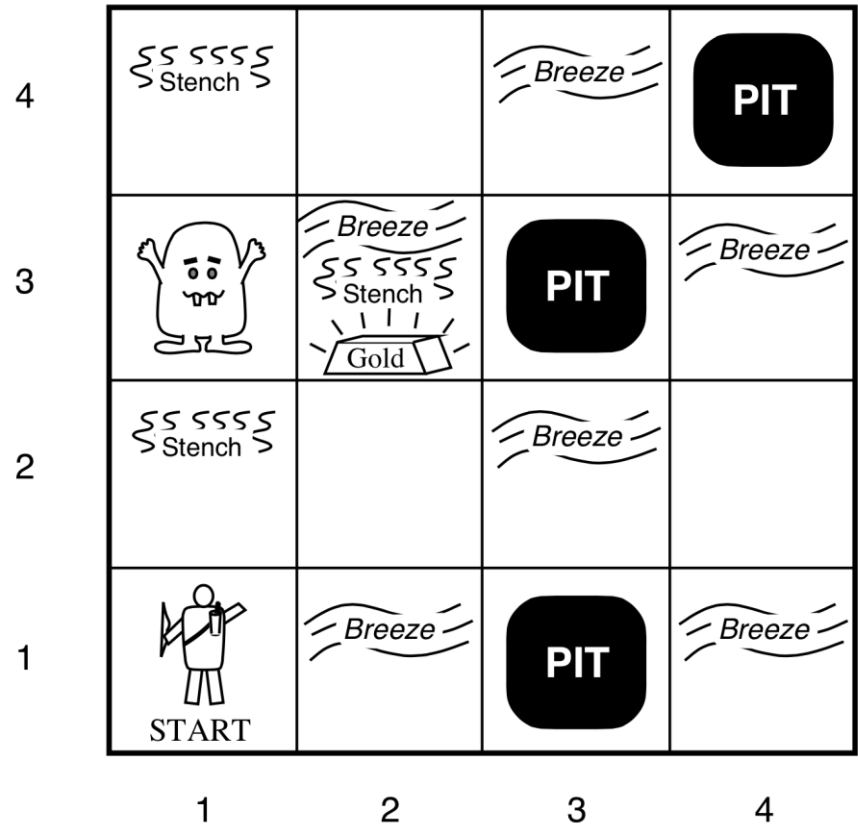 4
Stench
Breeze
PIT
3
Breeze
Stench
Gold
PIT
Breeze
2
Stench
Breeze
1
START
Breeze
PIT
Breeze
1 2 3 4